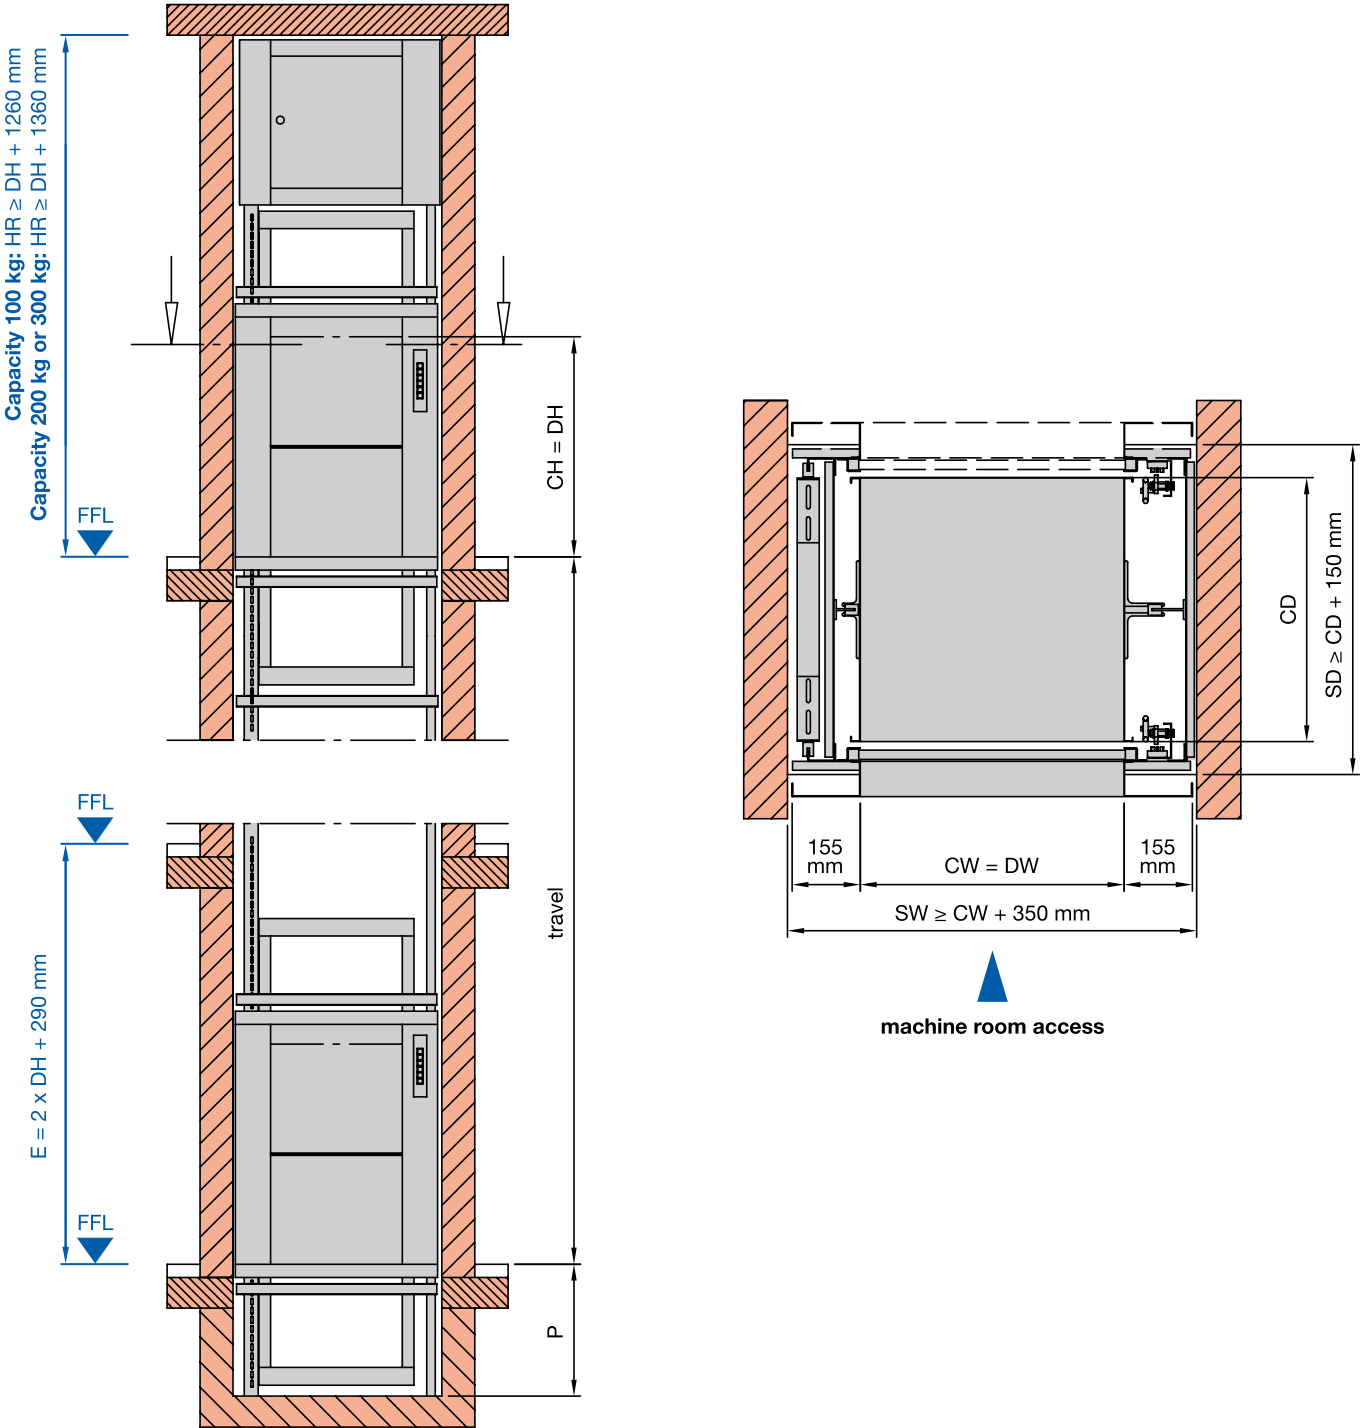 Capacity 100 kg: HR ≥ DH + 1260 mm
Capacity 200 kg or 300 kg: HR ≥ DH + 1360 mm
FFL
CH = DH
FFL
travel
E = 2 x DH + 290 mm
FFL
P
CD
SD ≥ CD + 150 mm
155
mm
CW = DW
155
mm
SW ≥ CW + 350 mm
machine room access